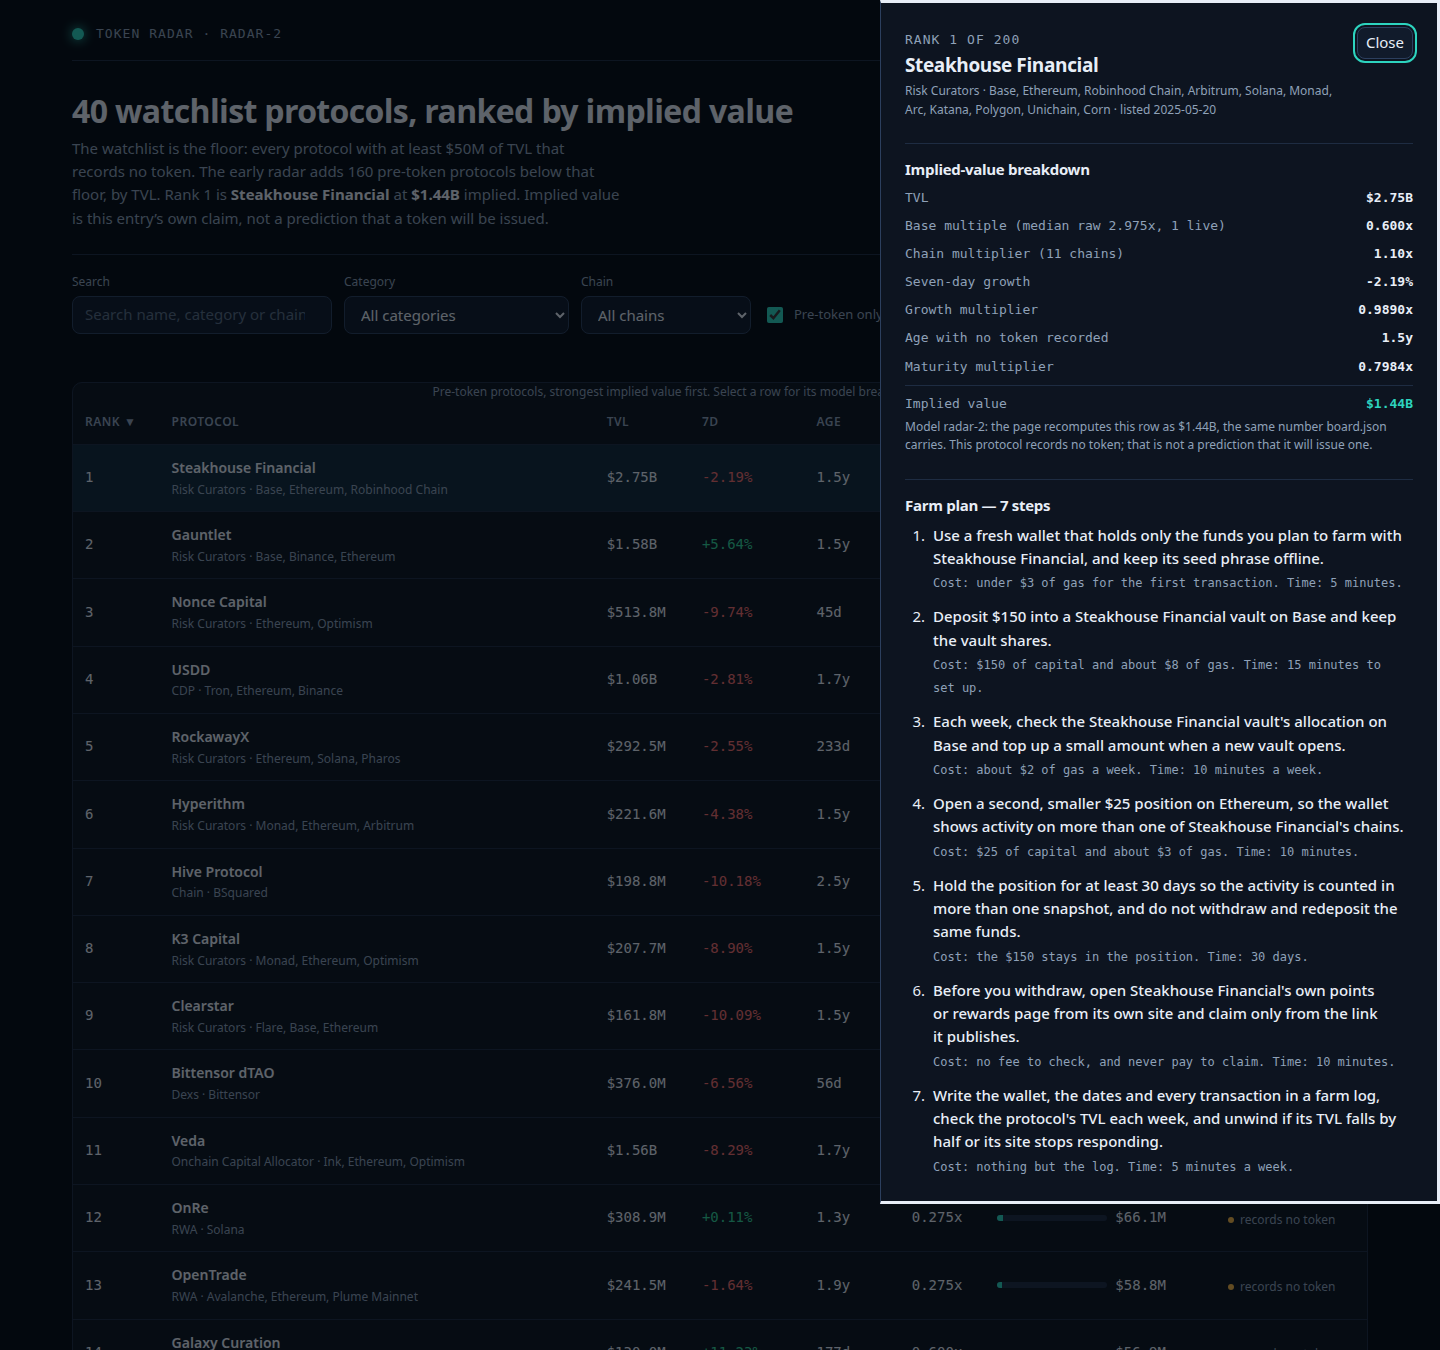 TOKEN RADAR · RADAR-2
40 watchlist protocols, ranked by implied value
The watchlist is the floor: every protocol with at least $50M of TVL that
records no token. The early radar adds 160 pre-token protocols below that
floor, by TVL. Rank 1 is Steakhouse Financial at $1.44B implied. Implied value
is this entry's own claim, not a prediction that a token will be issued.
Search
Category
Chain
Search name, category or chain
All categories
All chains
Pre-token only
Pre-token protocols, strongest implied value first. Select a row for its model
RANK ▼ PROTOCOL TVL 7D AGE
1 Steakhouse Financial $2.75B -2.19% 1.5y
Risk Curators · Base, Ethereum, Robinhood Chain
2 Gauntlet $1.58B +5.64% 1.5y
Risk Curators · Base, Binance, Ethereum
3 Nonce Capital $513.8M -9.74% 45d
Risk Curators · Ethereum, Optimism
4 USDD $1.06B -2.81% 1.7y
CDP · Tron, Ethereum, Binance
5 RockawayX $292.5M -2.55% 233d
Risk Curators · Ethereum, Solana, Pharos
6 Hyperithm $221.6M -4.38% 1.5y
Risk Curators · Monad, Ethereum, Arbitrum
7 Hive Protocol $198.8M -10.18% 2.5y
Chain · BSquared
8 K3 Capital $207.7M -8.90% 1.5y
Risk Curators · Monad, Ethereum, Optimism
9 Clearstar $161.8M -10.09% 1.5y
Risk Curators · Flare, Base, Ethereum
10 Bittensor dTAO $376.0M -6.56% 56d
Dexs · Bittensor
11 Veda $1.56B -8.29% 1.7y
Onchain Capital Allocator · Ink, Ethereum, Optimism
12 OnRe $308.9M +0.11% 1.3y 0.275x $66.1M records no token
RWA · Solana
13 OpenTrade $241.5M -1.64% 1.9y 0.275x $58.8M records no token
RWA · Avalanche, Ethereum, Plume Mainnet
Galaxy Curation
RANK 1 OF 200
Close
Steakhouse Financial
Risk Curators · Base, Ethereum, Robinhood Chain, Arbitrum, Solana, Monad,
Arc, Katana, Polygon, Unichain, Corn · listed 2025-05-20
Implied-value breakdown
TVL $2.75B
Base multiple (median raw 2.975x, 1 live) 0.600x
Chain multiplier (11 chains) 1.10x
Seven-day growth -2.19%
Growth multiplier 0.9890x
Age with no token recorded 1.5y
Maturity multiplier 0.7984x
Implied value $1.44B
Model radar-2: the page recomputes this row as $1.44B, the same number board.json
carries. This protocol records no token; that is not a prediction that it will issue one.
Farm plan — 7 steps
1. Use a fresh wallet that holds only the funds you plan to farm with
Steakhouse Financial, and keep its seed phrase offline.
Cost: under $3 of gas for the first transaction. Time: 5 minutes.
2. Deposit $150 into a Steakhouse Financial vault on Base and keep
the vault shares.
Cost: $150 of capital and about $8 of gas. Time: 15 minutes to
set up.
3. Each week, check the Steakhouse Financial vault's allocation on
Base and top up a small amount when a new vault opens.
Cost: about $2 of gas a week. Time: 10 minutes a week.
4. Open a second, smaller $25 position on Ethereum, so the wallet
shows activity on more than one of Steakhouse Financial's chains.
Cost: $25 of capital and about $3 of gas. Time: 10 minutes.
5. Hold the position for at least 30 days so the activity is counted in
more than one snapshot, and do not withdraw and redeposit the
same funds.
Cost: the $150 stays in the position. Time: 30 days.
6. Before you withdraw, open Steakhouse Financial's own points
or rewards page from its own site and claim only from the link
it publishes.
Cost: no fee to check, and never pay to claim. Time: 10 minutes.
7. Write the wallet, the dates and every transaction in a farm log,
check the protocol's TVL each week, and unwind if its TVL falls by
half or its site stops responding.
Cost: nothing but the log. Time: 5 minutes a week.